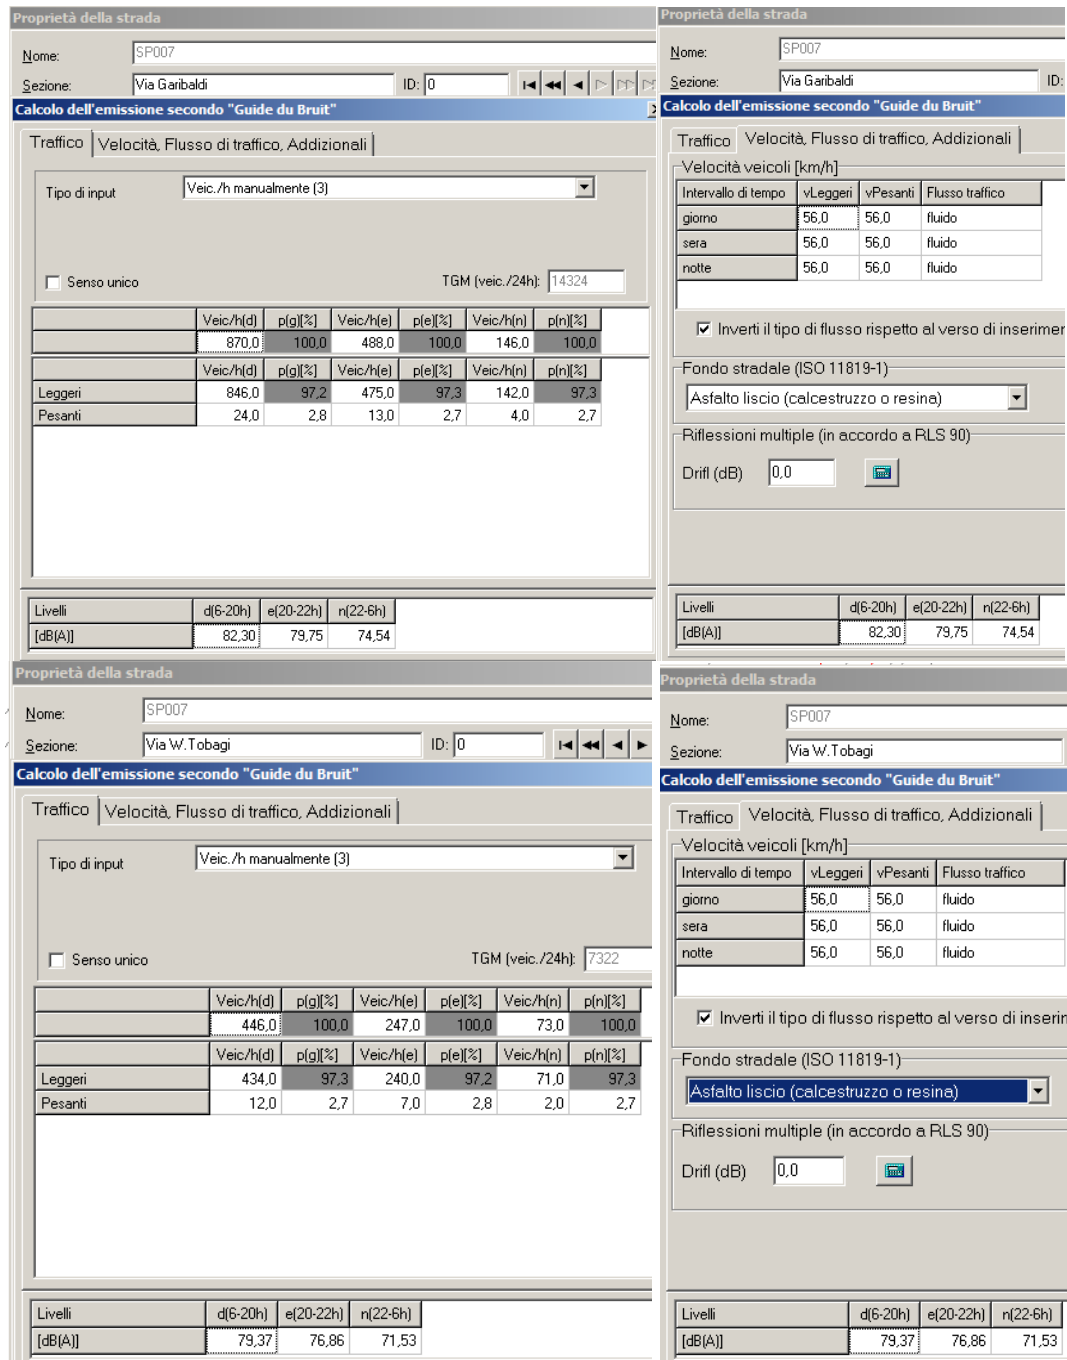 Proprietà della strada
Nome: SP007
Sezione: Via Garibaldi ID: 0
Calcolo dell'emissione secondo "Guide du Bruit"
Traffico Velocità, Flusso di traffico, Addizionali
Tipo di input Veic./h manualmente (3)
Senso unico TGM (veic./24h): 14324
Veic/h(d) p(g)[%] Veic/h(e) p(e)[%] Veic/h(n) p(n)[%]
870,0 100,0 488,0 100,0 146,0 100,0
Veic/h(d) p(g)[%] Veic/h(e) p(e)[%] Veic/h(n) p(n)[%]
Leggeri 846,0 97,2 475,0 97,3 142,0 97,3
Pesanti 24,0 2,8 13,0 2,7 4,0 2,7
Livelli d(6-20h) e(20-22h) n(22-6h)
[dB(A)] 82,30 79,75 74,54
Proprietà della strada
Nome: SP007
Sezione: Via Garibaldi ID:
Calcolo dell'emissione secondo "Guide du Bruit"
Traffico Velocità, Flusso di traffico, Addizionali
Velocità veicoli [km/h]
Intervallo di tempo vLeggeri vPesanti Flusso traffico
giorno 56,0 56,0 fluido
sera 56,0 56,0 fluido
notte 56,0 56,0 fluido
Inverti il tipo di flusso rispetto al verso di inserimer
Fondo stradale (ISO 11819-1)
Asfalto liscio (calcestruzzo o resina)
Riflessioni multiple (in accordo a RLS 90)
Drifl (dB) 0,0
Livelli d(6-20h) e(20-22h) n(22-6h)
[dB(A)] 82,30 79,75 74,54
Proprietà della strada
Nome: SP007
Sezione: Via W.Tobagi ID: 0
Calcolo dell'emissione secondo "Guide du Bruit"
Traffico Velocità, Flusso di traffico, Addizionali
Tipo di input Veic./h manualmente (3)
Senso unico TGM (veic./24h): 7322
Veic/h(d) p(g)[%] Veic/h(e) p(e)[%] Veic/h(n) p(n)[%]
446,0 100,0 247,0 100,0 73,0 100,0
Veic/h(d) p(g)[%] Veic/h(e) p(e)[%] Veic/h(n) p(n)[%]
Leggeri 434,0 97,3 240,0 97,2 71,0 97,3
Pesanti 12,0 2,7 7,0 2,8 2,0 2,7
Livelli d(6-20h) e(20-22h) n(22-6h)
[dB(A)] 79,37 76,86 71,53
Proprietà della strada
Nome: SP007
Sezione: Via W.Tobagi
Calcolo dell'emissione secondo "Guide du Bruit"
Traffico Velocità, Flusso di traffico, Addizionali
Velocità veicoli [km/h]
Intervallo di tempo vLeggeri vPesanti Flusso traffico
giorno 56,0 56,0 fluido
sera 56,0 56,0 fluido
notte 56,0 56,0 fluido
Inverti il tipo di flusso rispetto al verso di inserir
Fondo stradale (ISO 11819-1)
Asfalto liscio (calcestruzzo o resina)
Riflessioni multiple (in accordo a RLS 90)
Drifl (dB) 0,0
Livelli d(6-20h) e(20-22h) n(22-6h)
[dB(A)] 79,37 76,86 71,53